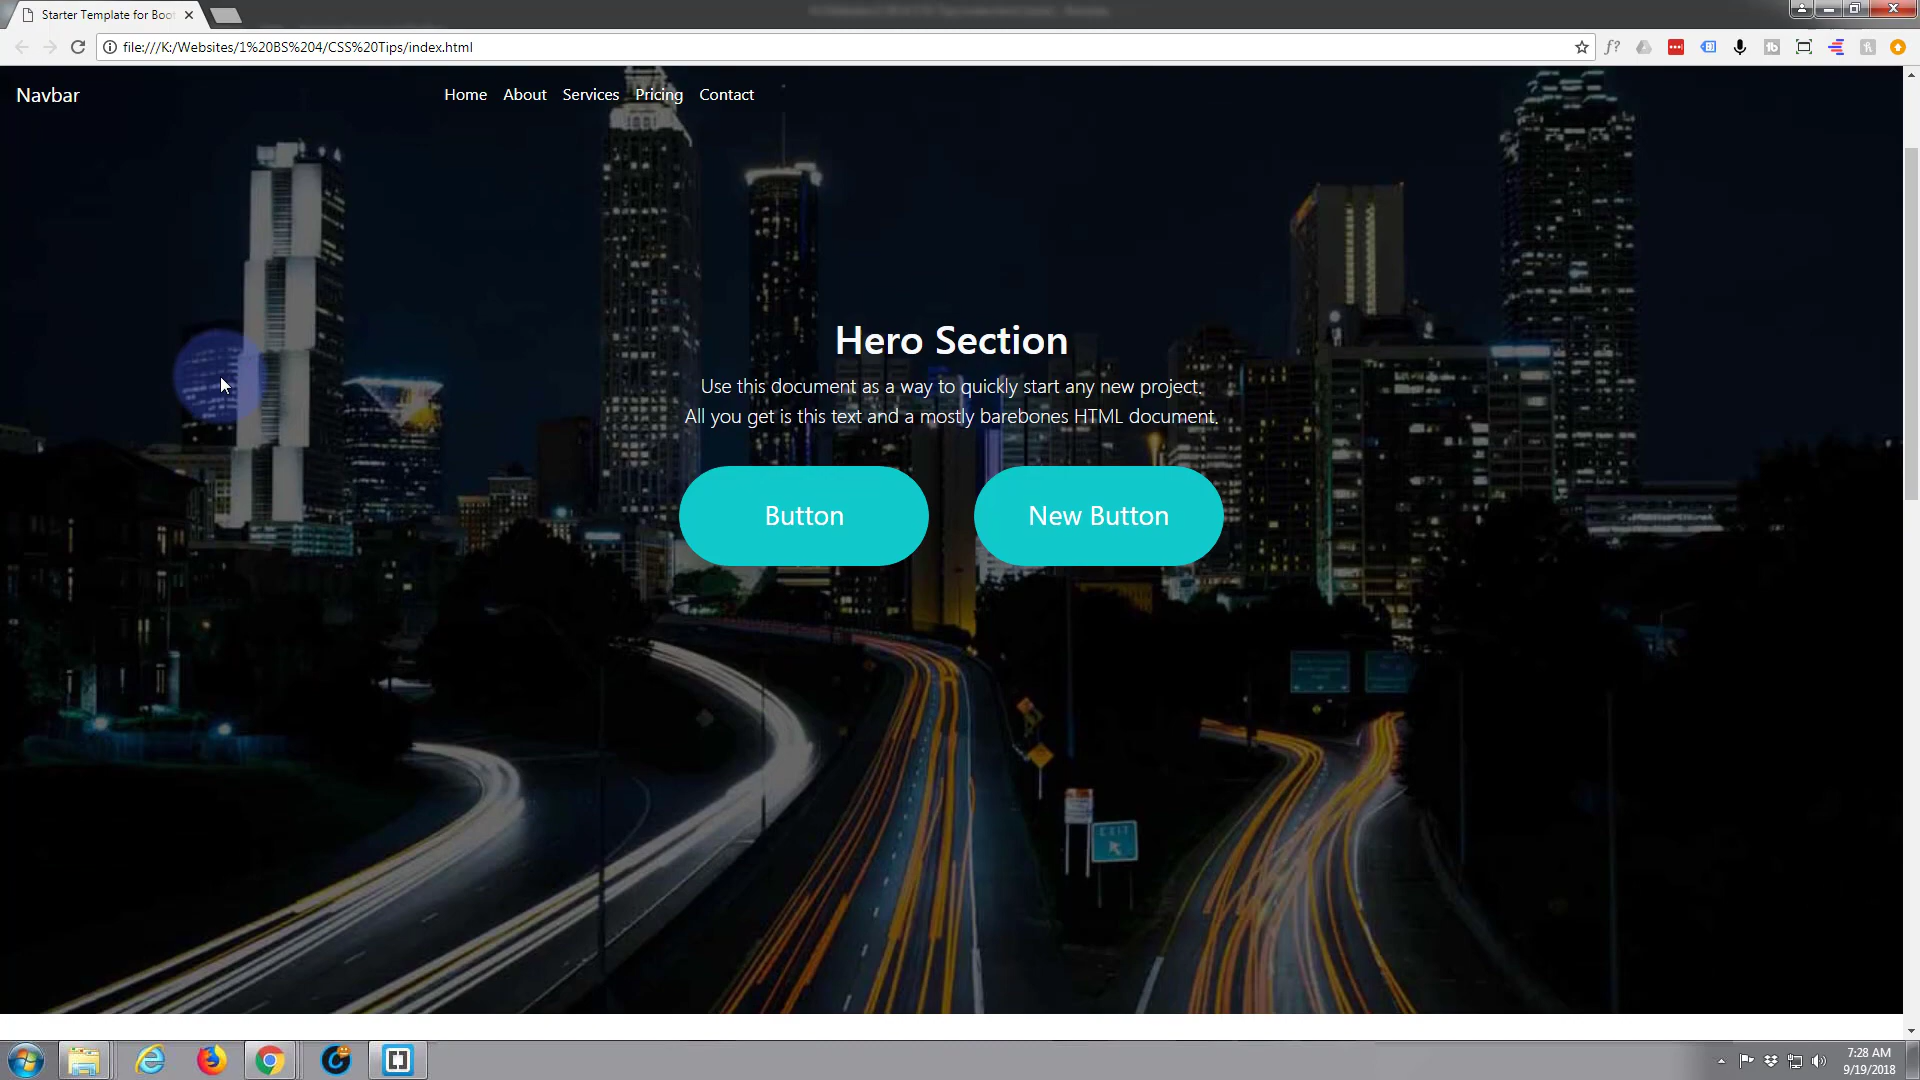 Starter Template for Boot
file:///K:/Websites/1%20BS%204/CSS%20Tips/index.html
Navbar
Home About Services Pricing Contact
Hero Section
Use this document as a way to quickly start any new project.
All you get is this text and a mostly barebones HTML document.
Button New Button
EXIT
7:28 AM
9/19/2018